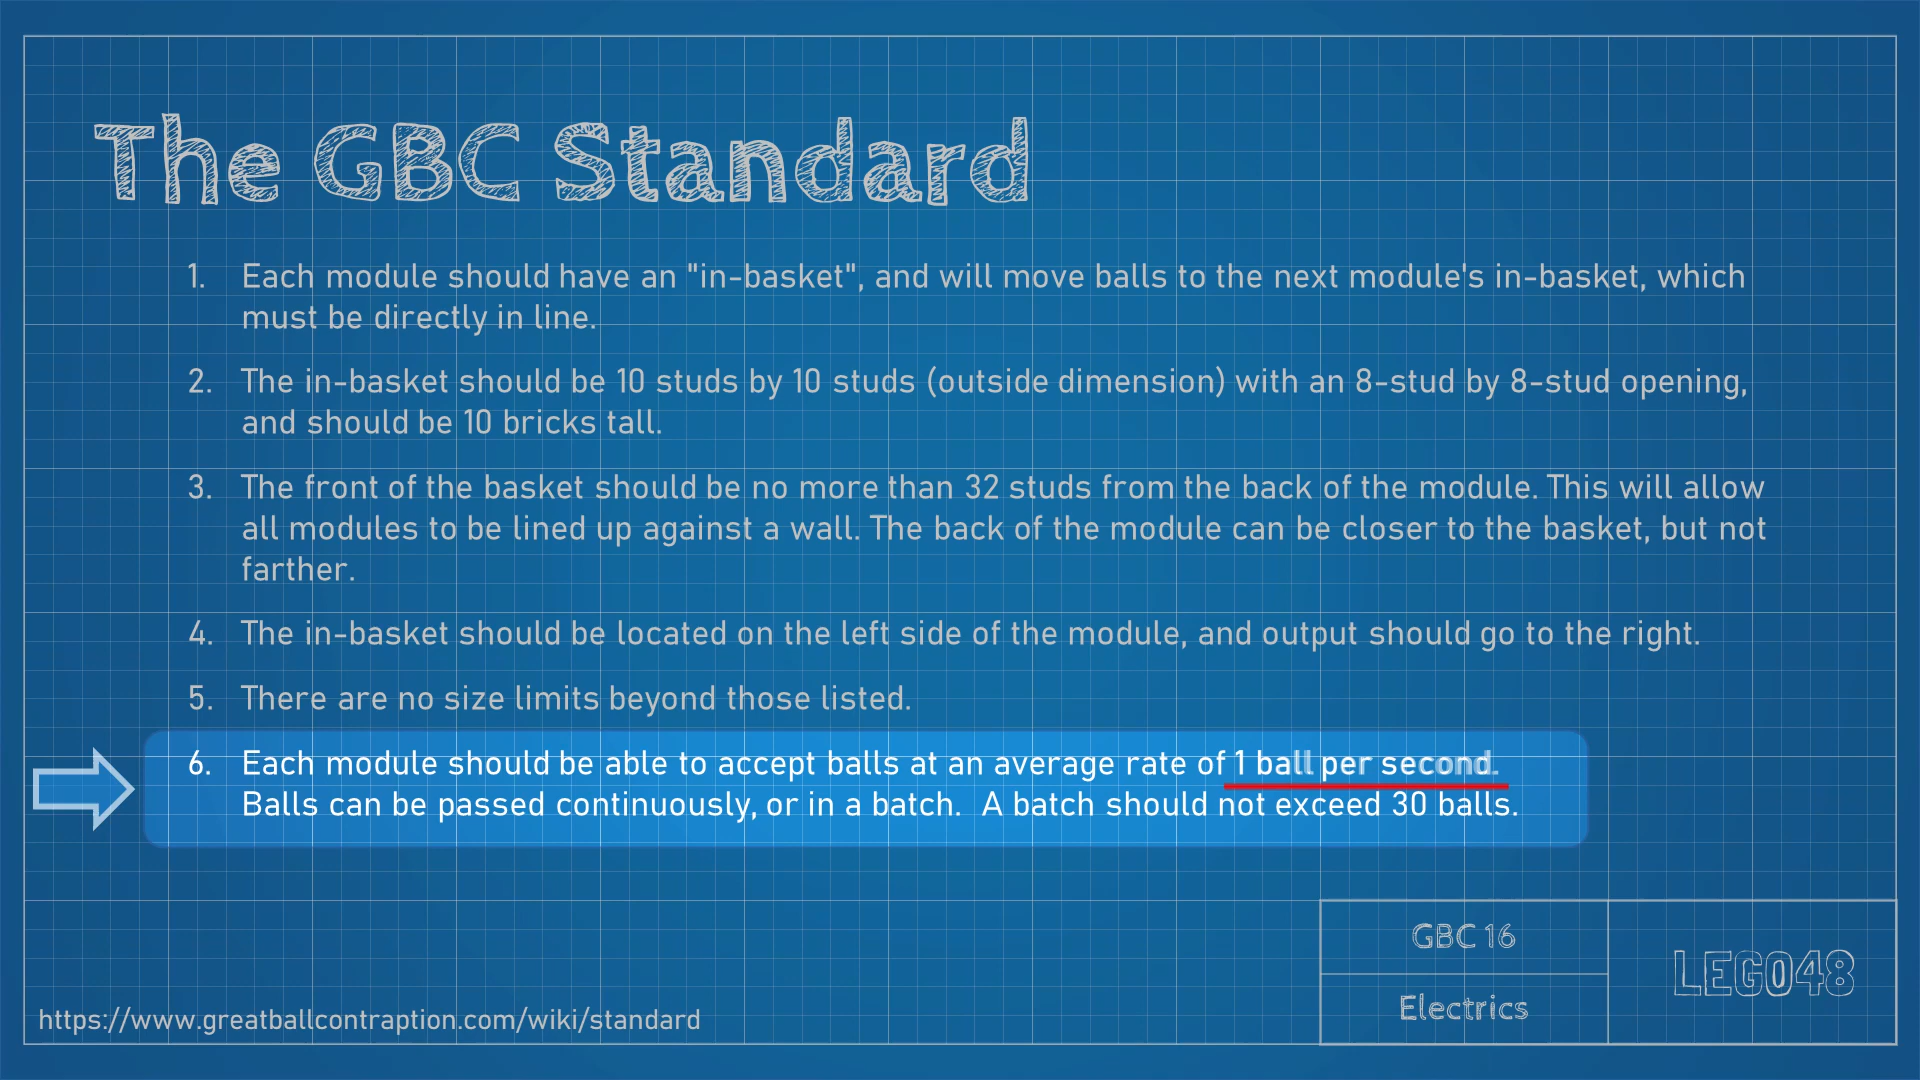 The GBC Standard
1. Each module should have an "in-basket", and will move balls to the next module's in-basket, which
must be directly in line.
2. The in-basket should be 10 studs by 10 studs (outside dimension) with an 8-stud by 8-stud opening,
and should be 10 bricks tall.
3. The front of the basket should be no more than 32 studs from the back of the module. This will allow
all modules to be lined up against a wall. The back of the module can be closer to the basket, but not
farther.
4. The in-basket should be located on the left side of the module, and output should go to the right.
5. There are no size limits beyond those listed.
6. Each module should be able to accept balls at an average rate of 1 ball per second.
Balls can be passed continuously, or in a batch.  A batch should not exceed 30 balls.
GBC 16
Electrics
LEGO48
https://www.greatballcontraption.com/wiki/standard